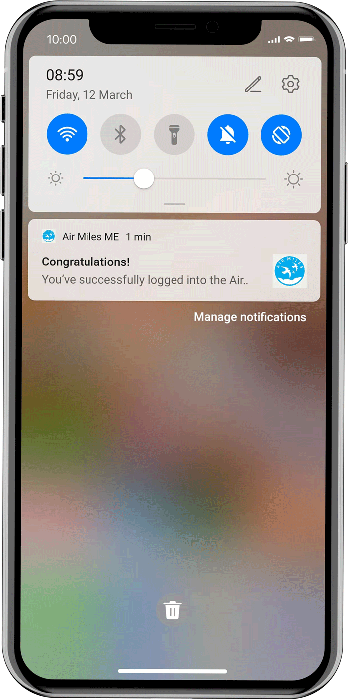 10:00
08:59
Friday, 12 March
Air Miles ME 1 min
Congratulations!
You've successfully logged into the Air..
Manage notifications